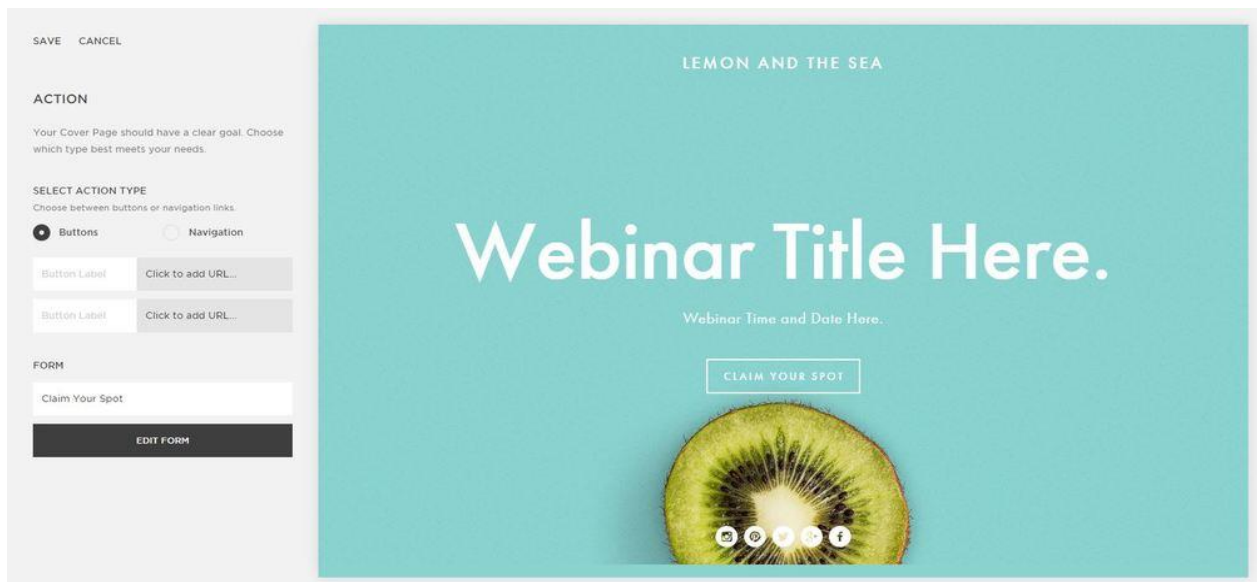 SAVE CANCEL
ACTION
Your Cover Page should have a clear goal. Choose
which type best meets your needs.
SELECT ACTION TYPE
Choose between buttons or navigation links.
Buttons Navigation
Button Label Click to add URL...
Button Label Click to add URL...
FORM
Claim Your Spot
EDIT FORM
LEMON AND THE SEA
Webinar Title Here.
Webinar Time and Date Here.
CLAIM YOUR SPOT